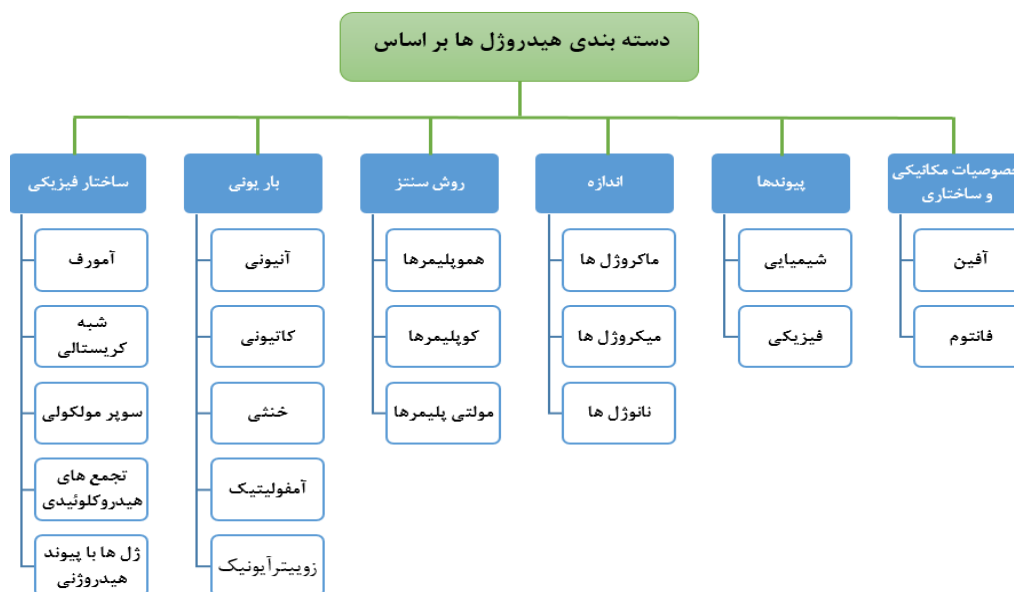 دسته بندی هیدروژل ها بر اساس
خصوصیات مکانیکی
و ساختاری
آفین
فانتوم
پیوندها
شیمیایی
فیزیکی
اندازه
ماکروژل ها
میکروژل ها
نانوژل ها
روش سنتز
هموپلیمرها
کوپلیمرها
مولتی پلیمرها
بار یونی
آنیونی
کاتیونی
خنثی
آمفولیتیک
زوییترآیونیک
ساختار فیزیکی
آمورف
شبه
کریستالی
سوپر مولکولی
تجمع های
هیدروکلوئیدی
ژل ها با پیوند
هیدروژنی